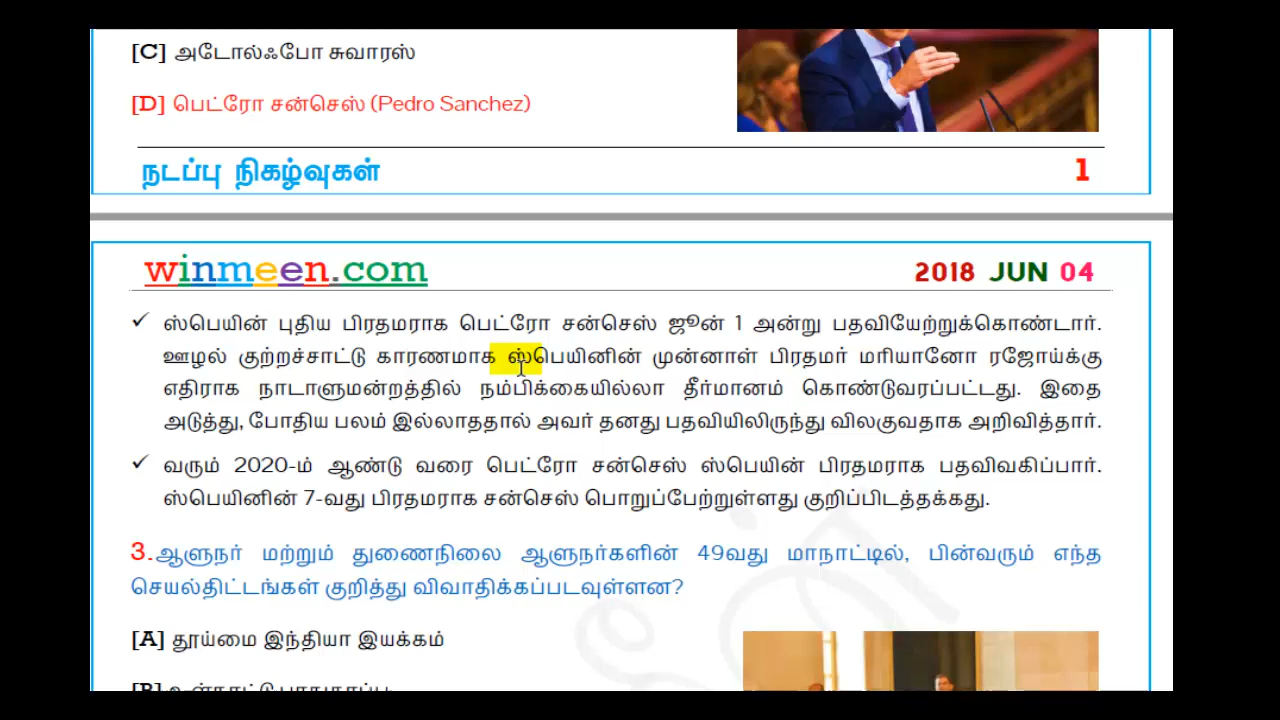 [C] அடோல்ஃபோ சுவாரஸ்
[D] பெட்ரோ சன்செஸ் (Pedro Sanchez)
நடப்பு நிகழ்வுகள் 1
winmeen.com 2018 JUN 04
✓ ஸ்பெயின் புதிய பிரதமராக பெட்ரோ சன்செஸ் ஜூன் 1 அன்று பதவியேற்றுக்கொண்டார்.
ஊழல் குற்றச்சாட்டு காரணமாக ஸ்பெயினின் முன்னாள் பிரதமர் மரியானோ ரஜோய்க்கு
எதிராக நாடாளுமன்றத்தில் நம்பிக்கையில்லா தீர்மானம் கொண்டுவரப்பட்டது. இதை
அடுத்து, போதிய பலம் இல்லாததால் அவர் தனது பதவியிலிருந்து விலகுவதாக அறிவித்தார்.
✓ வரும் 2020-ம் ஆண்டு வரை பெட்ரோ சன்செஸ் ஸ்பெயின் பிரதமராக பதவிவகிப்பார்.
ஸ்பெயினின் 7-வது பிரதமராக சன்செஸ் பொறுப்பேற்றுள்ளது குறிப்பிடத்தக்கது.
3.ஆளுநர் மற்றும் துணைநிலை ஆளுநர்களின் 49வது மாநாட்டில், பின்வரும் எந்த
செயல்திட்டங்கள் குறித்து விவாதிக்கப்படவுள்ளன?
[A] தூய்மை இந்தியா இயக்கம்
[B]